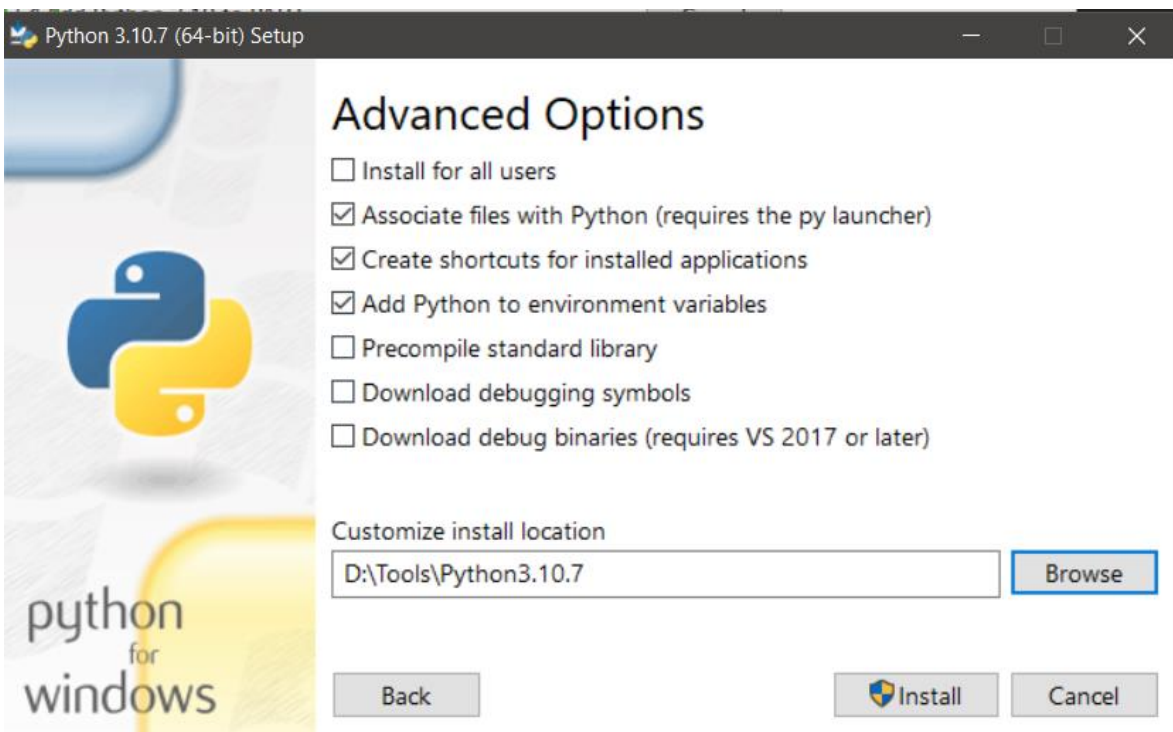 Python 3.10.7 (64-bit) Setup
Advanced Options
Install for all users
Associate files with Python (requires the py launcher)
Create shortcuts for installed applications
Add Python to environment variables
Precompile standard library
Download debugging symbols
Download debug binaries (requires VS 2017 or later)
Customize install location
D:\Tools\Python3.10.7
Browse
python
for
windows
Back
Install
Cancel